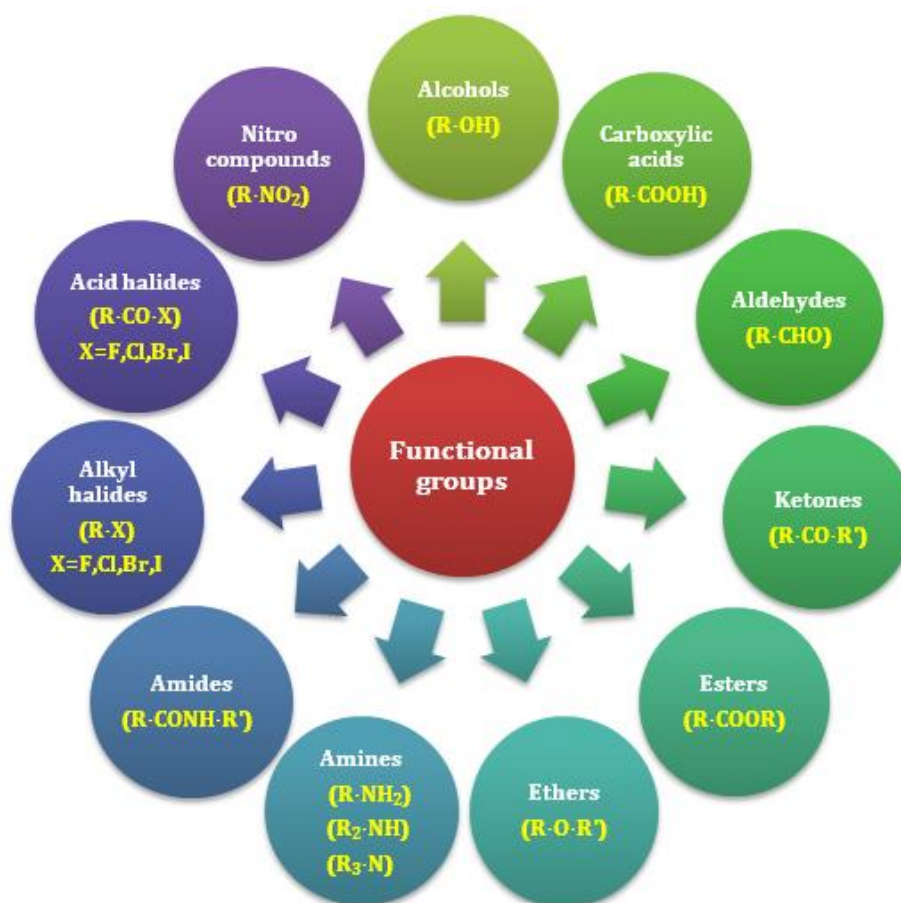 Functional
groups
Alcohols
(R-OH)
Carboxylic
acids
(R-COOH)
Aldehydes
(R-CHO)
Ketones
(R-CO-R')
Esters
(R-COOR)
Ethers
(R-O-R')
Amines
(R-NH₂)
(R₂-NH)
(R₃-N)
Amides
(R-CONH-R')
Alkyl
halides
(R-X)
X=F,Cl,Br,I
Acid halides
(R-CO-X)
X=F,Cl,Br,I
Nitro
compounds
(R-NO₂)